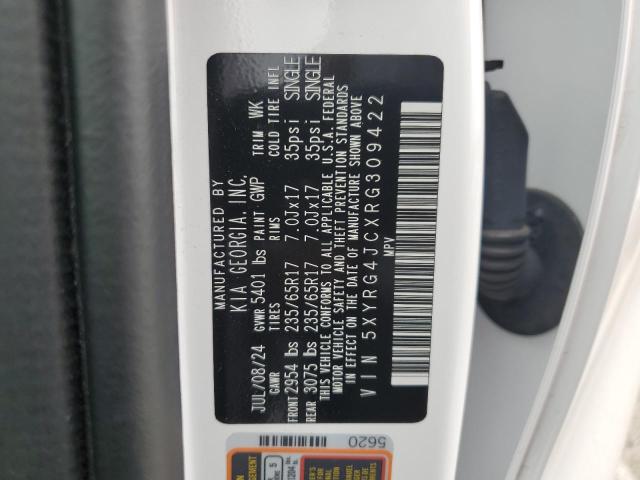 MANUFACTURED BY
KIA GEORGIA, INC.
JUL/08/24 GVWR 5401 lbs PAINT GWP TRIM WK
GAWR TIRES RIMS COLD TIRE INFL
FRONT 2954 lbs 235/65R17 7.0Jx17 35psi SINGLE
REAR 3075 lbs 235/65R17 7.0Jx17 35psi SINGLE
THIS VEHICLE CONFORMS TO ALL APPLICABLE U.S.A. FEDERAL
MOTOR VEHICLE SAFETY AND THEFT PREVENTION STANDARDS
IN EFFECT ON THE DATE OF MANUFACTURE SHOWN ABOVE
VIN 5XYRG4JCXRG309422
MPV
5620
5
1204